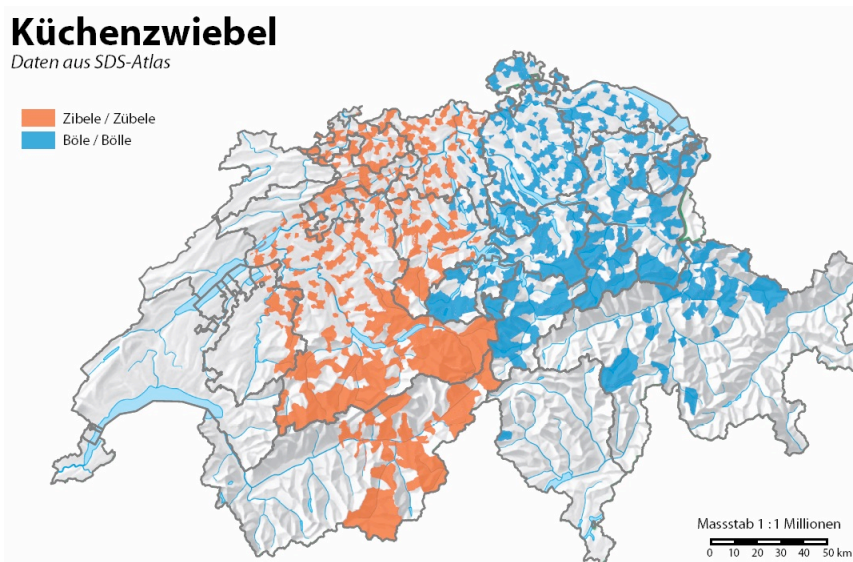 Küchenzwiebel
Daten aus SDS-Atlas
Zibele / Zübele
Böle / Bölle
Massstab 1 : 1 Millionen
0 10 20 30 40 50 km